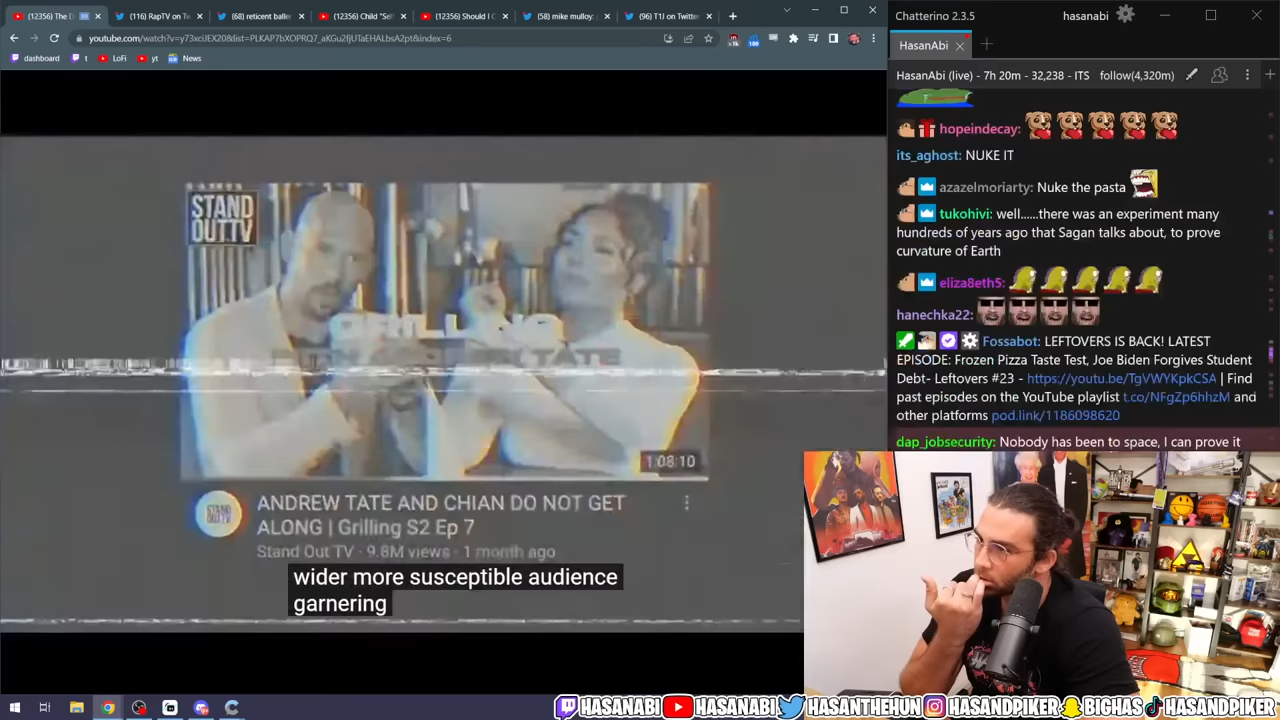 (12356) The D
(116) RapTV on Tw
(68) reticent baller
(12356) Child "Self
(12356) Should I C
(58) mike mulloy:
(96) T1J on Twitter
youtube.com/watch?v=y73xciJEX20&list=PLKAP7bXOPRQ7_aKGu2fJUTaEHALbsA2pt&index=6
dashboard
t
LoFi
yt
News
STAND
OUT TV
GRILLING
1:08:10
ANDREW TATE AND CHIAN DO NOT GET
ALONG | Grilling S2 Ep 7
Stand Out TV · 9.8M views · 1 month ago
wider more susceptible audience
garnering
Chatterino 2.3.5
hasanabi
HasanAbi
HasanAbi (live) - 7h 20m - 32,238 - ITS
follow(4,320m)
hopeindecay:
its_aghost: NUKE IT
azazelmoriarty: Nuke the pasta
tukohivi: well......there was an experiment many
hundreds of years ago that Sagan talks about, to prove
curvature of Earth
eliza8eth5:
hanechka22:
Fossabot: LEFTOVERS IS BACK! LATEST
EPISODE: Frozen Pizza Taste Test, Joe Biden Forgives Student
Debt- Leftovers #23 - https://youtu.be/TgVWYKpkCSA | Find
past episodes on the YouTube playlist t.co/NFgZp6hhzM and
other platforms pod.link/1186098620
dap_jobsecurity: Nobody has been to space, I can prove it
HASANABI
HASANABI
HASANTHEHUN
HASANDPIKER
BIGHAS
HASANDPIKER